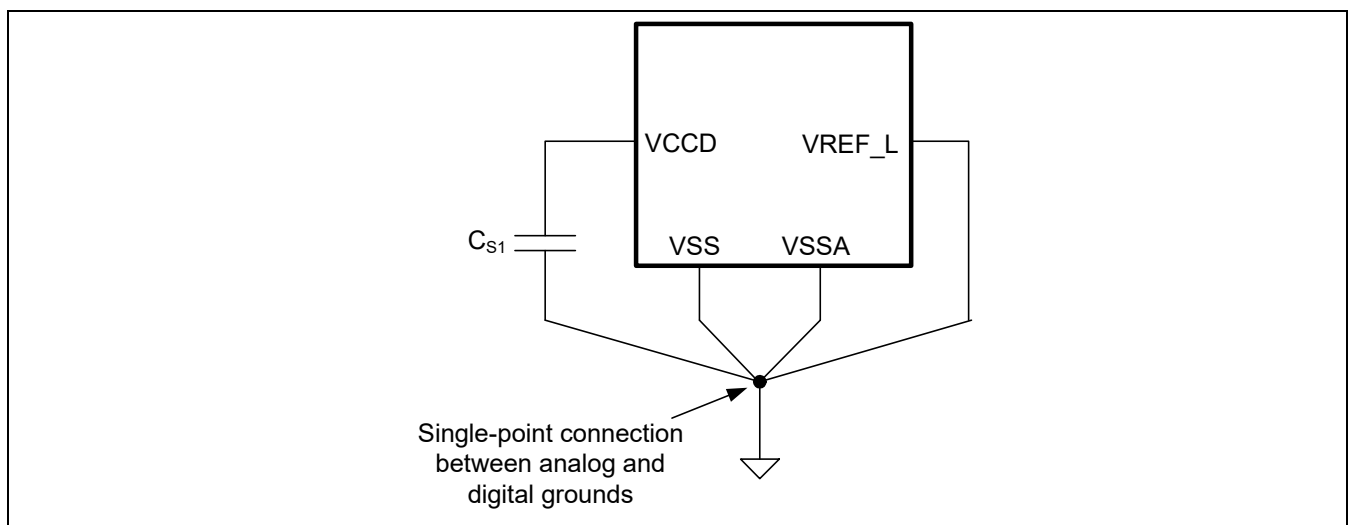 VCCD
VREF_L
CS1
VSS
VSSA
Single-point connection
between analog and
digital grounds